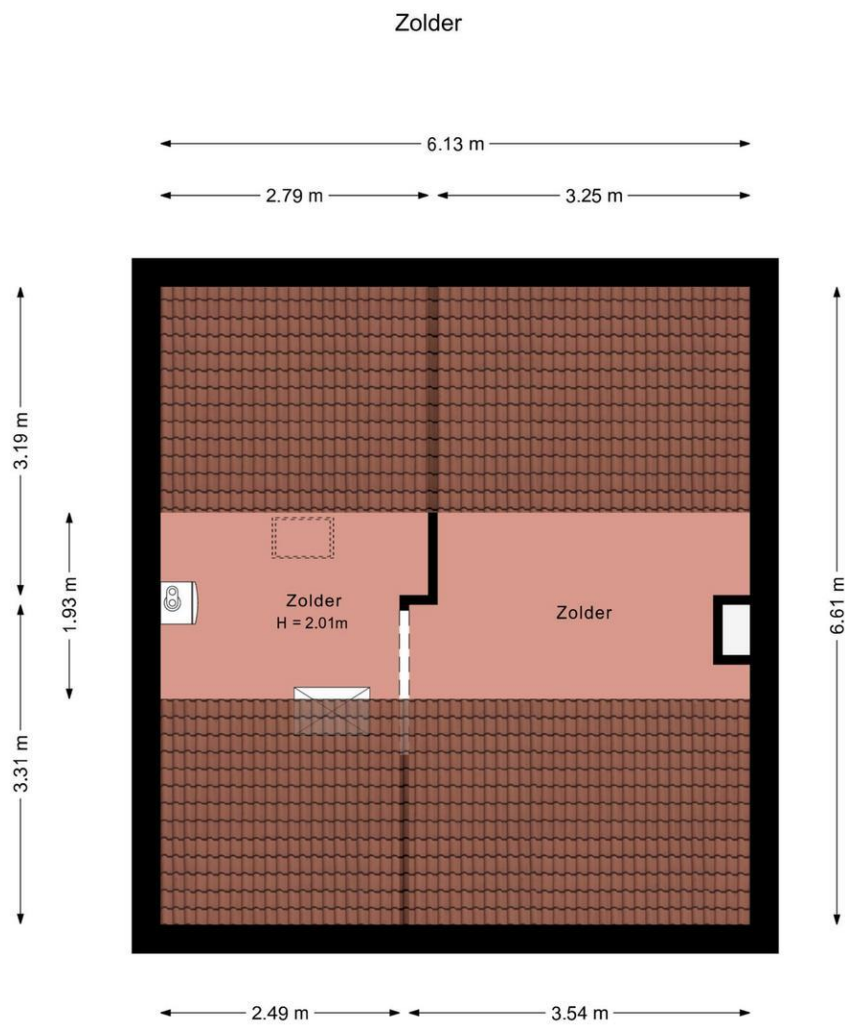 Zolder
6.13 m
2.79 m
3.25 m
3.19 m
1.93 m
6.61 m
Zolder
H = 2.01m
Zolder
3.31 m
2.49 m
3.54 m